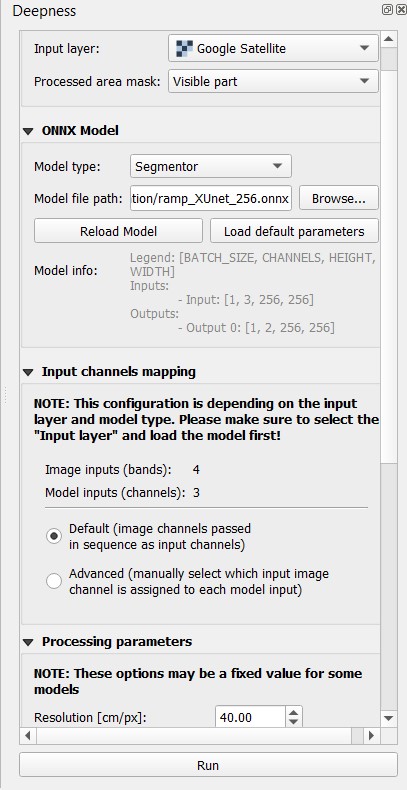 Deepness
Input layer: Google Satellite
Processed area mask: Visible part
ONNX Model
Model type: Segmentor
Model file path: tion/ramp_XUnet_256.onnx Browse...
Reload Model Load default parameters
Model info: Legend: [BATCH_SIZE, CHANNELS, HEIGHT,
WIDTH]
Inputs:
- Input: [1, 3, 256, 256]
Outputs:
- Output 0: [1, 2, 256, 256]
Input channels mapping
NOTE: This configuration is depending on the input
layer and model type. Please make sure to select the
"Input layer" and load the model first!
Image inputs (bands): 4
Model inputs (channels): 3
Default (image channels passed
in sequence as input channels)
Advanced (manually select which input image
channel is assigned to each model input)
Processing parameters
NOTE: These options may be a fixed value for some
models
Resolution [cm/px]: 40.00
Run